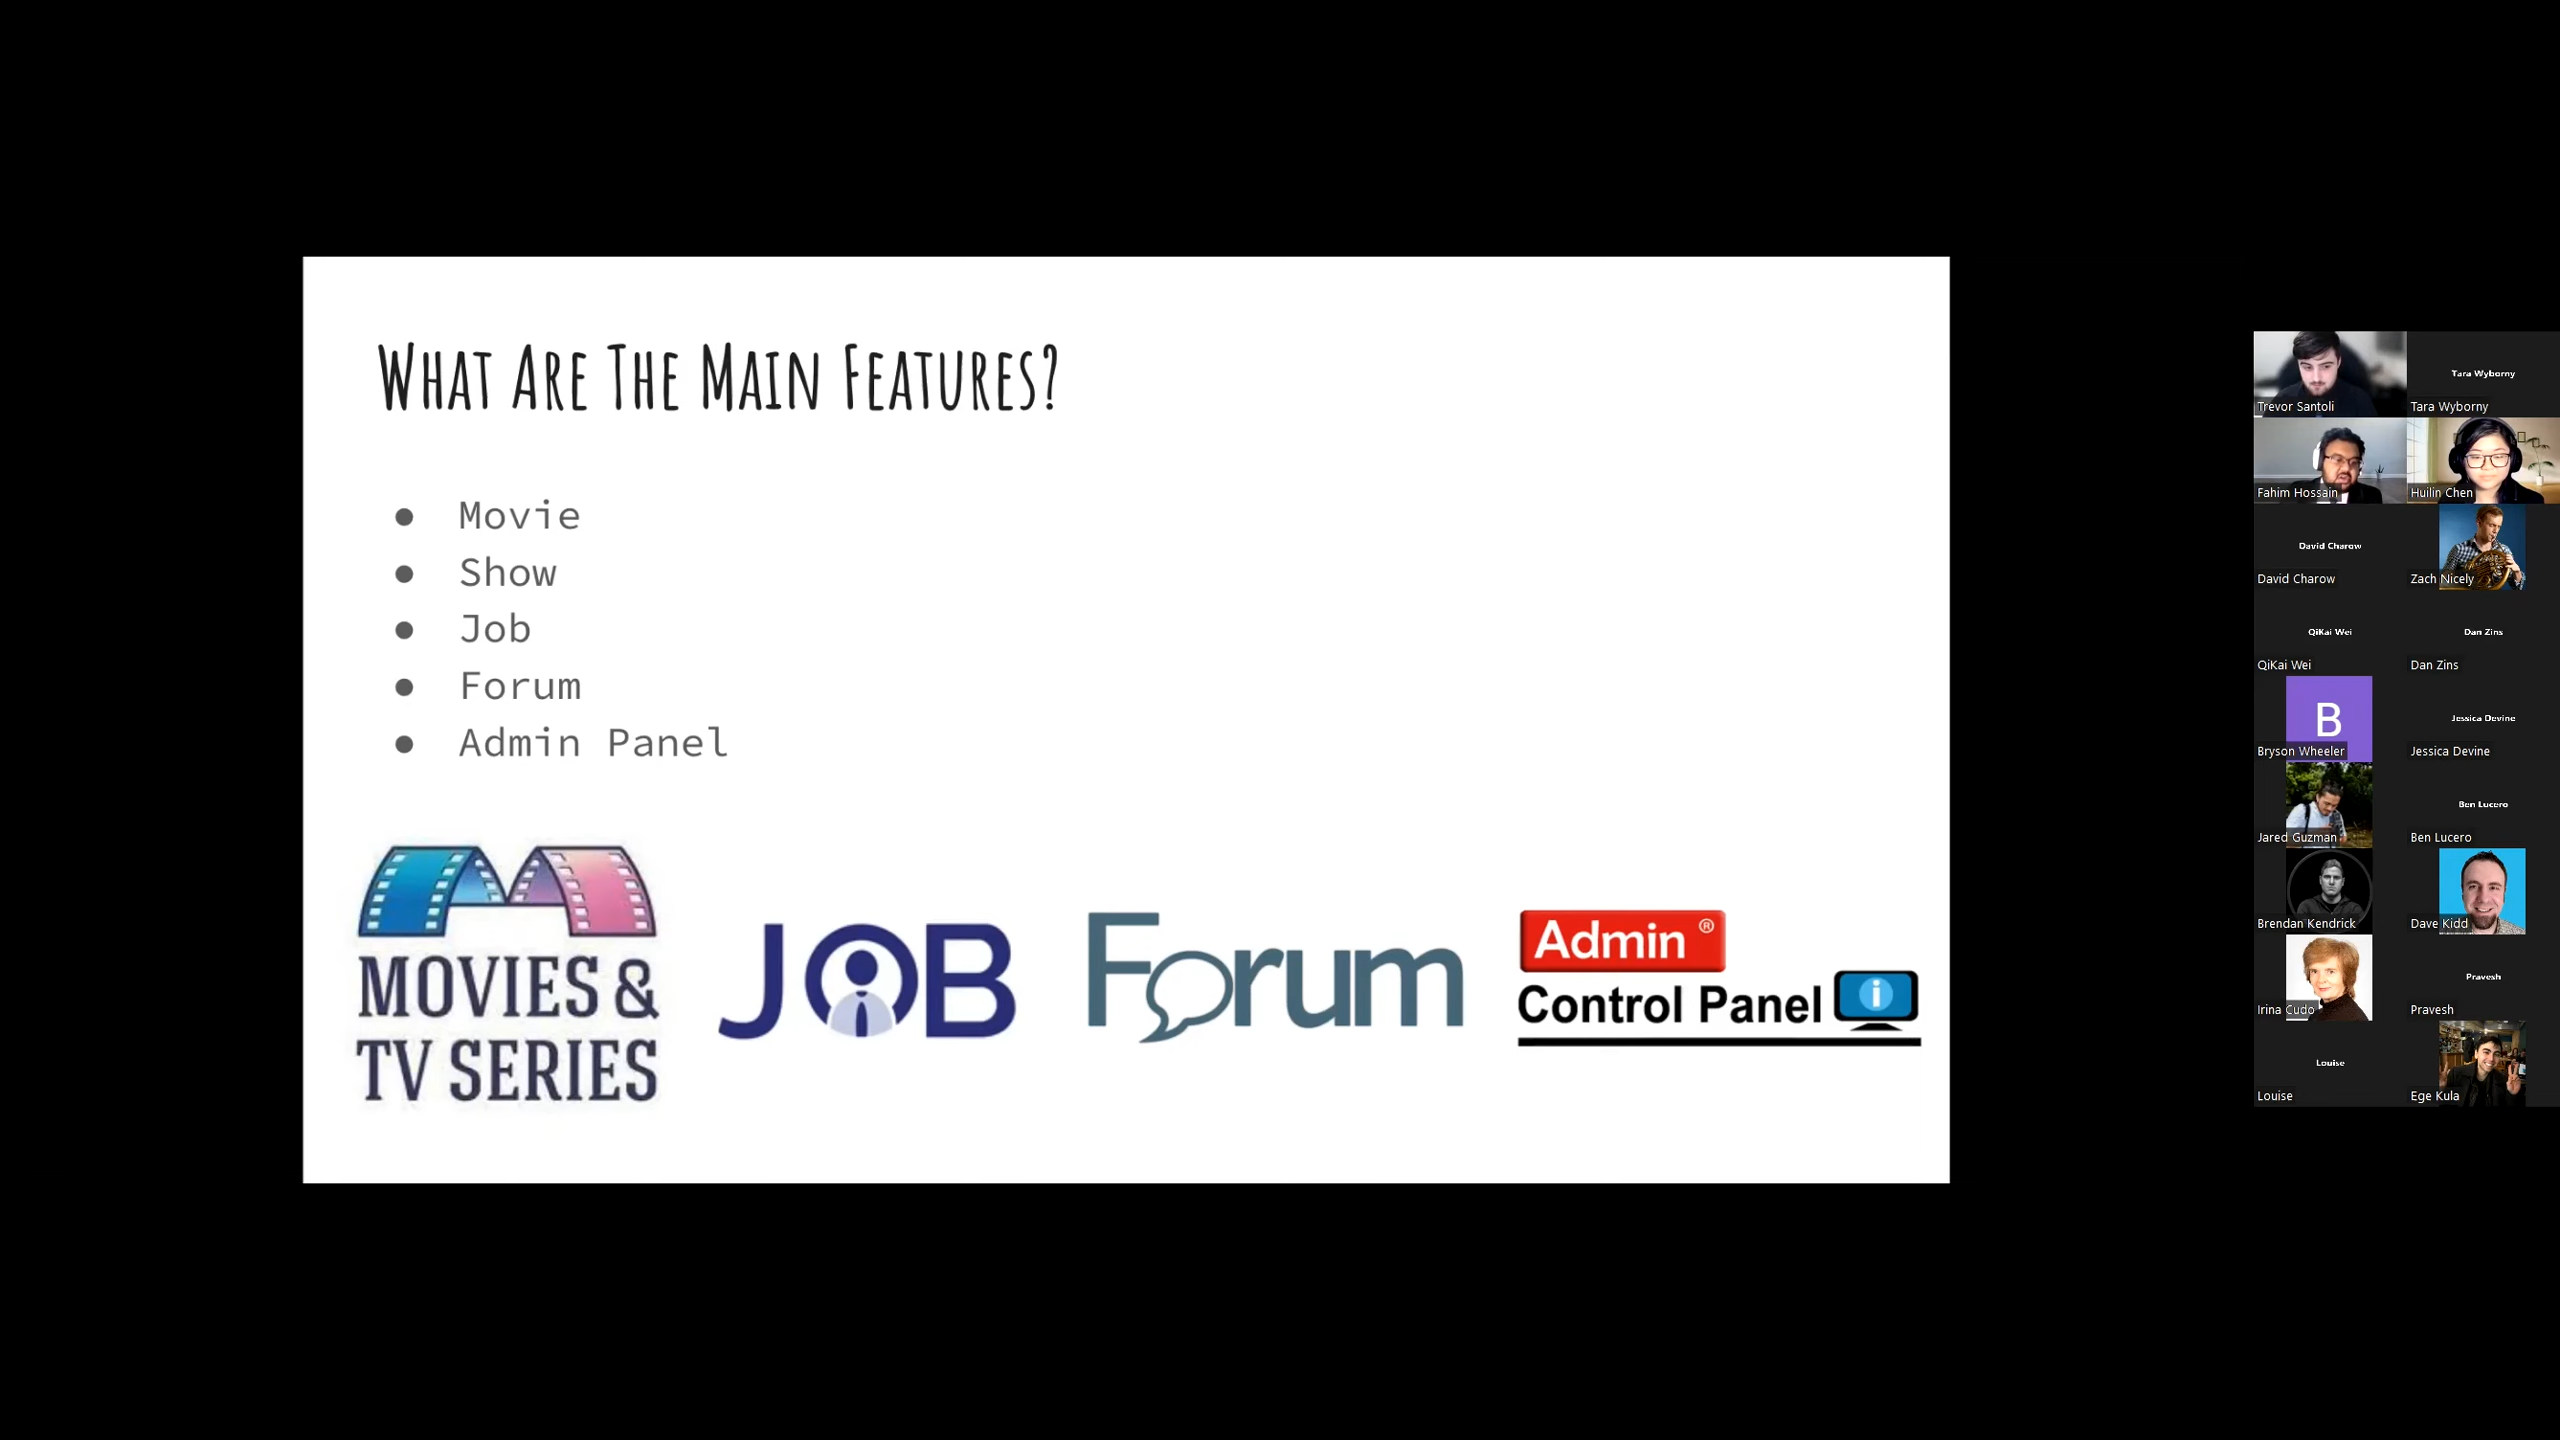 What Are The Main Features?
● Movie
● Show
● Job
● Forum
● Admin Panel
MOVIES &
TV SERIES
JOB
Forum
Admin ®
Control Panel i
Trevor Santoli
Tara Wyborny
Tara Wyborny
Fahim Hossain
Huilin Chen
David Charow
David Charow
Zach Nicely
QiKai Wei
QiKai Wei
Dan Zins
Dan Zins
B
Bryson Wheeler
Jessica Devine
Jessica Devine
Jared Guzman
Ben Lucero
Ben Lucero
Brendan Kendrick
Dave Kidd
Irina Cudo
Pravesh
Pravesh
Louise
Louise
Ege Kula